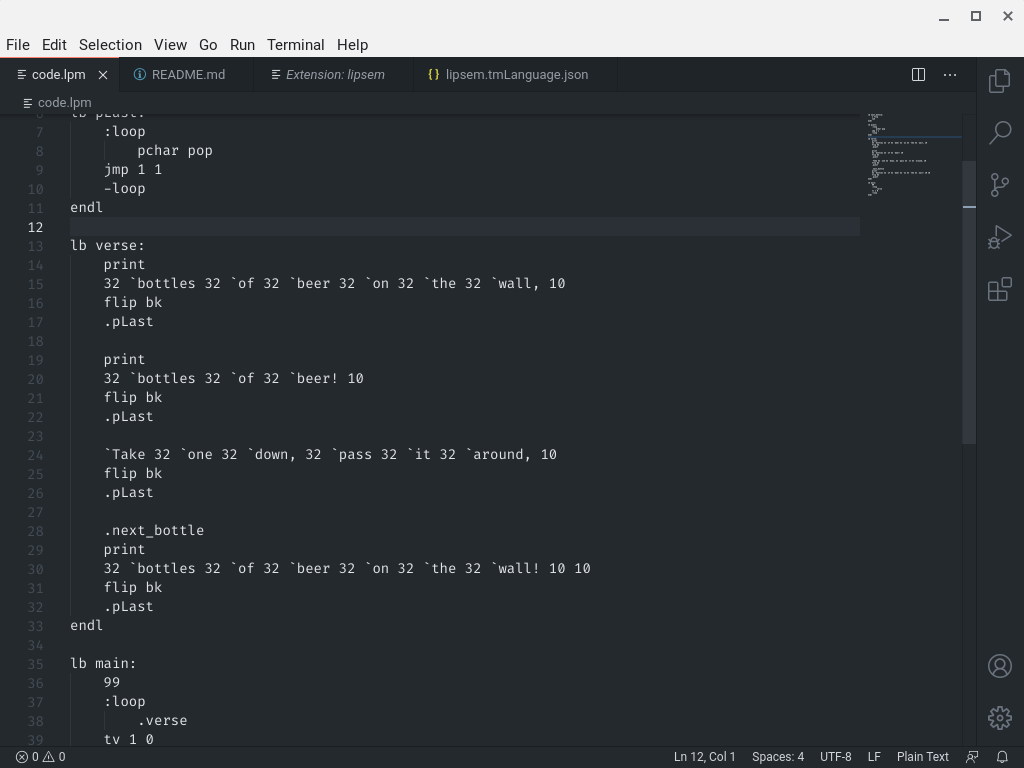 File Edit Selection View Go Run Terminal Help
code.lpm README.md Extension: lipsem {} lipsem.tmLanguage.json ...
code.lpm
6 lb pLast:
7 :loop
8 pchar pop
9 jmp 1 1
10 -loop
11 endl
12
13 lb verse:
14 print
15 32 `bottles 32 `of 32 `beer 32 `on 32 `the 32 `wall, 10
16 flip bk
17 .pLast
18
19 print
20 32 `bottles 32 `of 32 `beer! 10
21 flip bk
22 .pLast
23
24 `Take 32 `one 32 `down, 32 `pass 32 `it 32 `around, 10
25 flip bk
26 .pLast
27
28 .next_bottle
29 print
30 32 `bottles 32 `of 32 `beer 32 `on 32 `the 32 `wall! 10 10
31 flip bk
32 .pLast
33 endl
34
35 lb main:
36 99
37 :loop
38 .verse
39 tv 1 0
0 0 Ln 12, Col 1 Spaces: 4 UTF-8 LF Plain Text